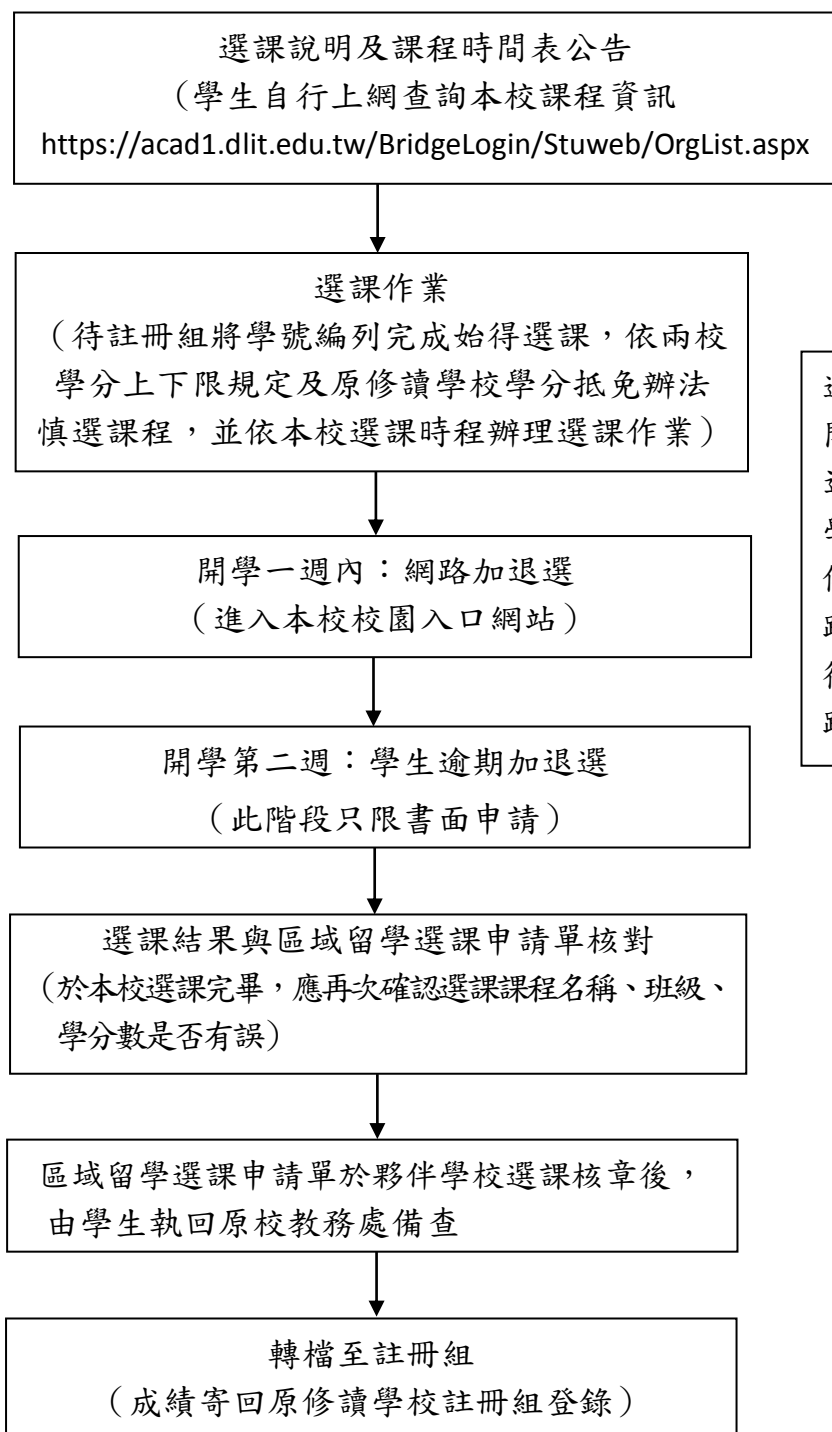 選課說明及課程時間表公告
（學生自行上網查詢本校課程資訊
https://acad1.dlit.edu.tw/BridgeLogin/Stuweb/OrgList.aspx
選課作業
（待註冊組將學號編列完成始得選課，依兩校
學分上下限規定及原修讀學校學分抵免辦法
慎選課程，並依本校選課時程辦理選課作業）
開學一週內：網路加退選
（進入本校校園入口網站）
開學第二週：學生逾期加退選
（此階段只限書面申請）
選課結果與區域留學選課申請單核對
（於本校選課完畢，應再次確認選課課程名稱、班級、
學分數是否有誤）
區域留學選課申請單於夥伴學校選課核章後，
由學生執回原校教務處備查
轉檔至註冊組
（成績寄回原修讀學校註冊組登錄）